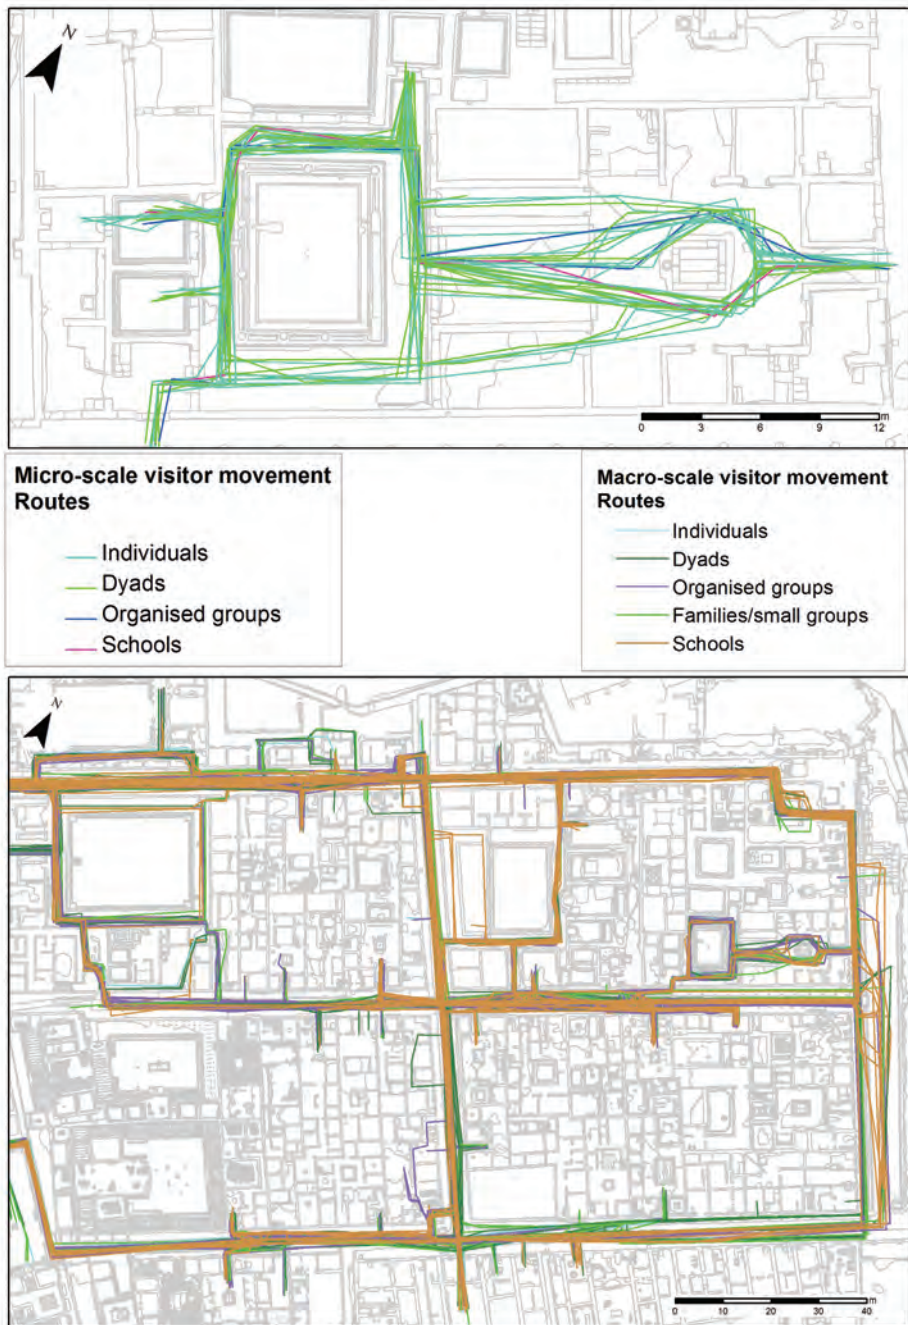 N
0 3 6 9 12 m
Micro-scale visitor movement
Routes
Individuals
Dyads
Organised groups
Schools
Macro-scale visitor movement
Routes
Individuals
Dyads
Organised groups
Families/small groups
Schools
N
0 10 20 30 40 m